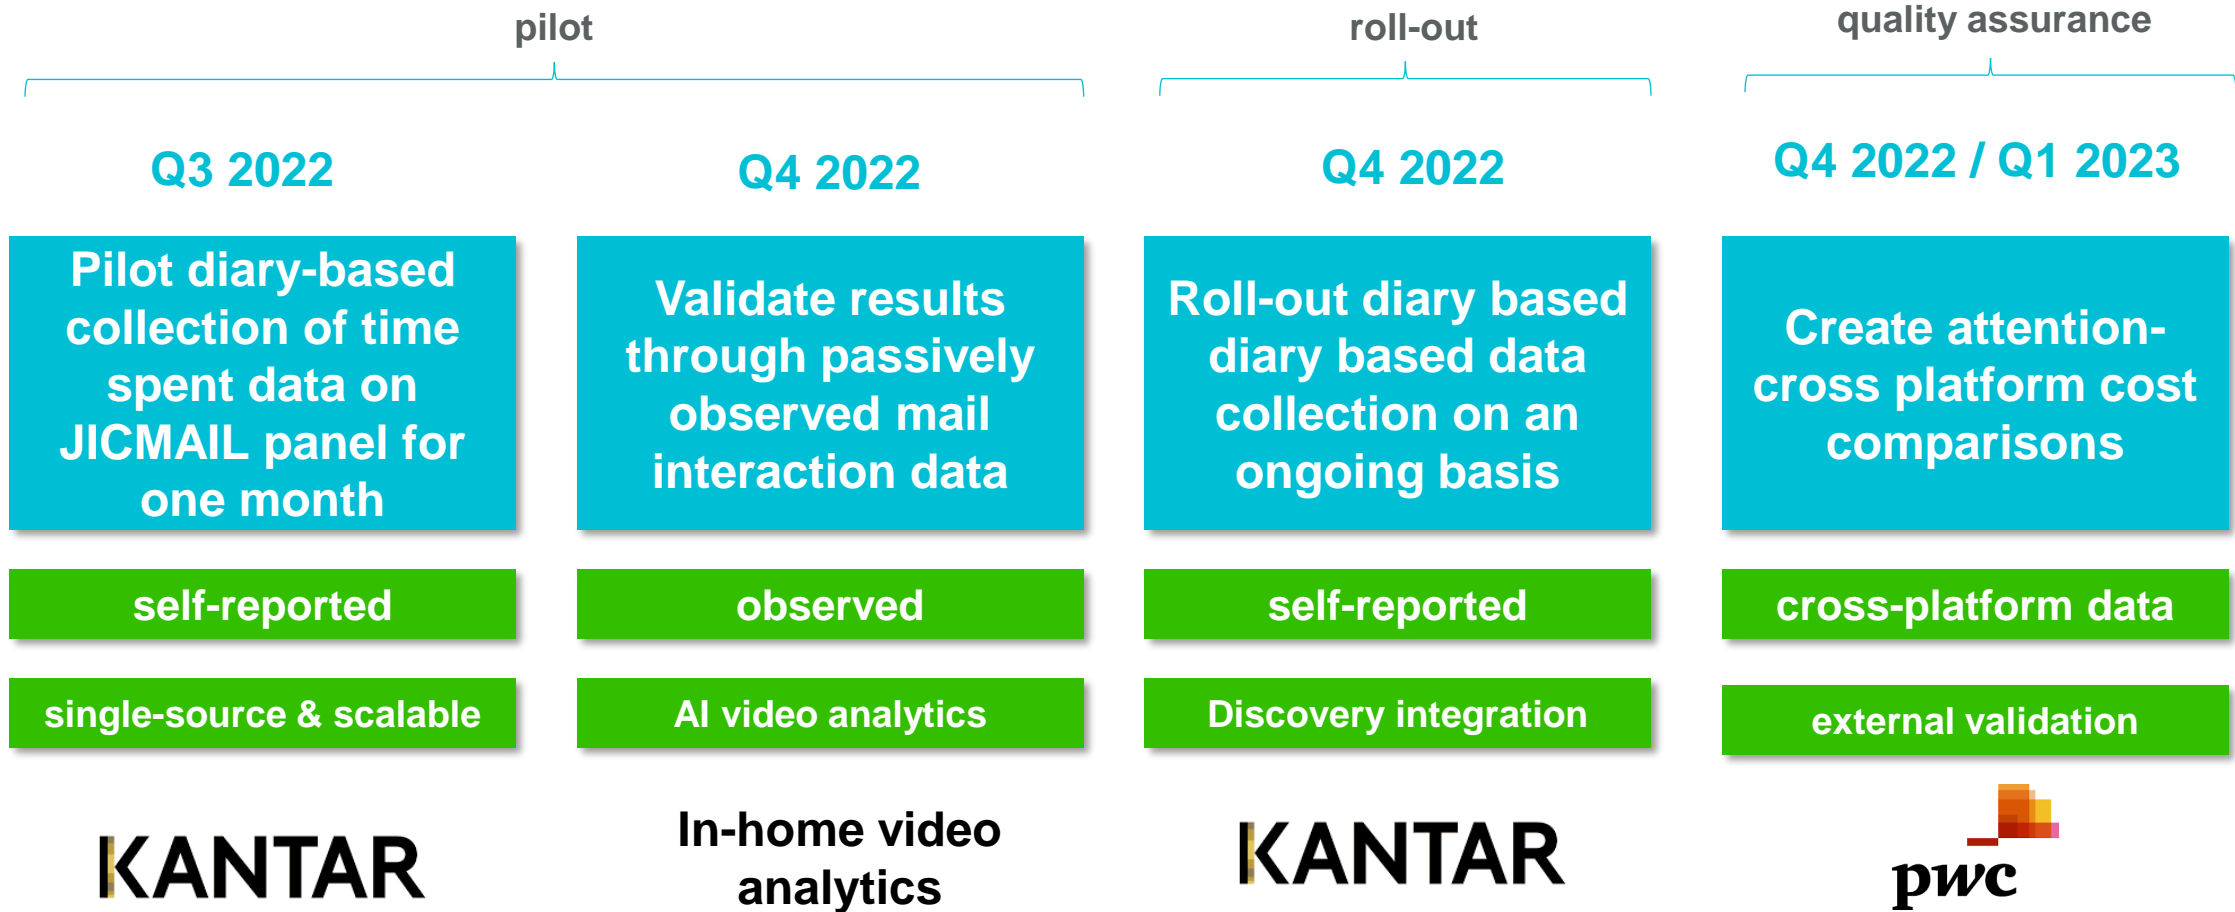 pilot
roll-out
quality assurance
Q3 2022
Q4 2022
Q4 2022
Q4 2022 / Q1 2023
Pilot diary-based
collection of time
spent data on
JICMAIL panel for
one month
Validate results
through passively
observed mail
interaction data
Roll-out diary based
diary based data
collection on an
ongoing basis
Create attention-
cross platform cost
comparisons
self-reported
observed
self-reported
cross-platform data
single-source & scalable
AI video analytics
Discovery integration
external validation
KANTAR
In-home video
analytics
KANTAR
pwc